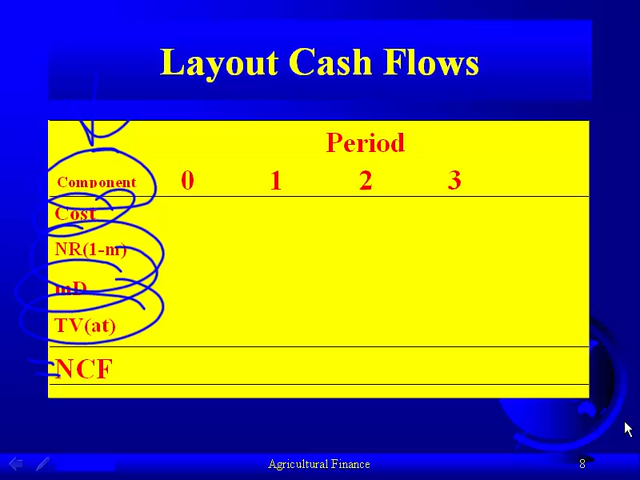 Layout Cash Flows
Period
Component 0 1 2 3
Cost
NR(1-m)
mD
TV(at)
NCF
Agricultural Finance 8